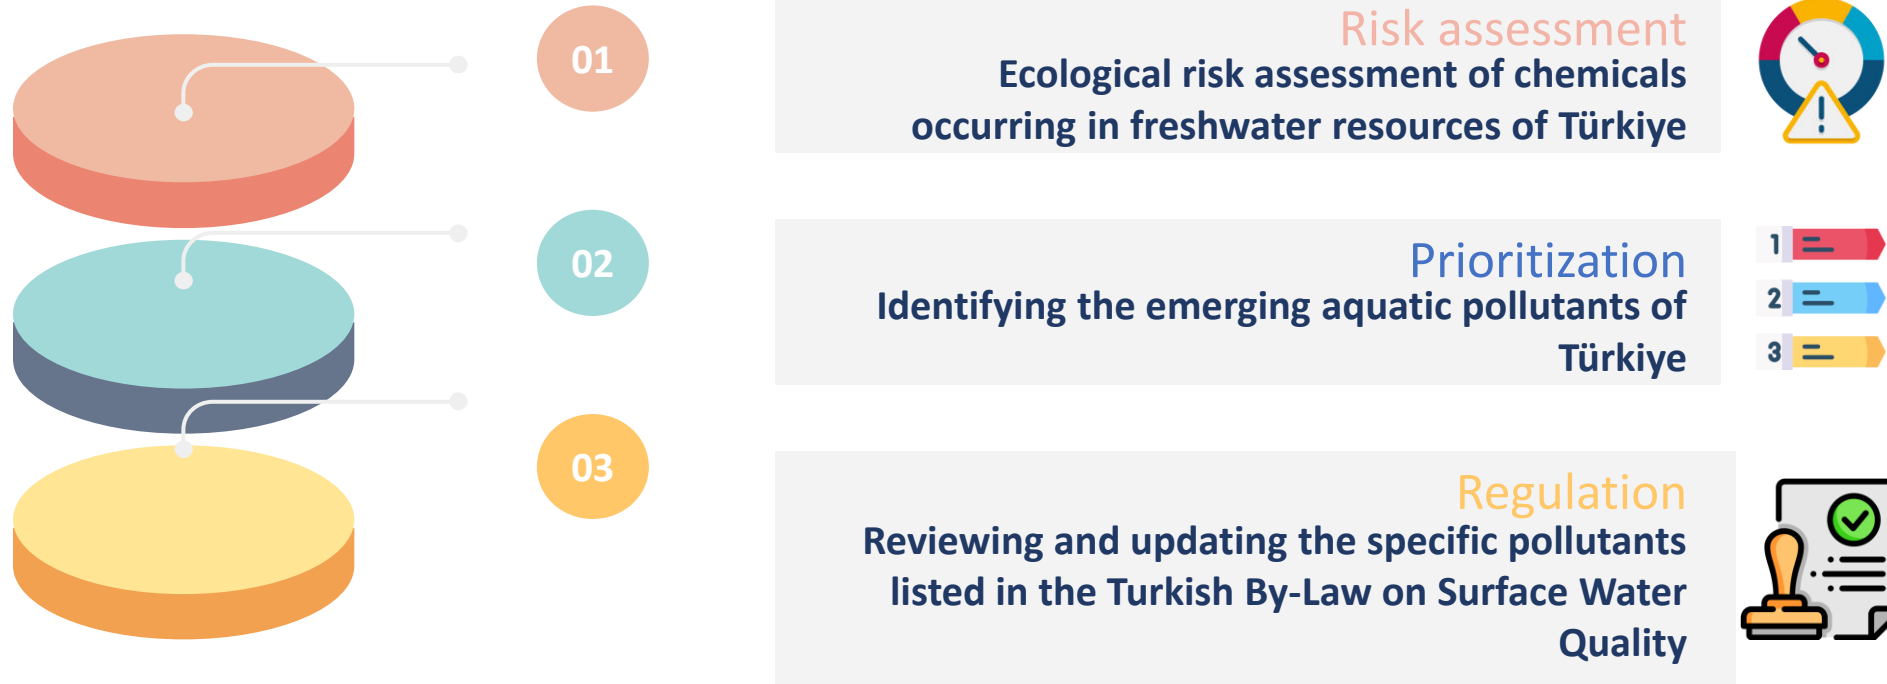 01
Risk assessment
Ecological risk assessment of chemicals
occurring in freshwater resources of Türkiye
02
Prioritization
Identifying the emerging aquatic pollutants of
Türkiye
1
2
3
03
Regulation
Reviewing and updating the specific pollutants
listed in the Turkish By-Law on Surface Water
Quality